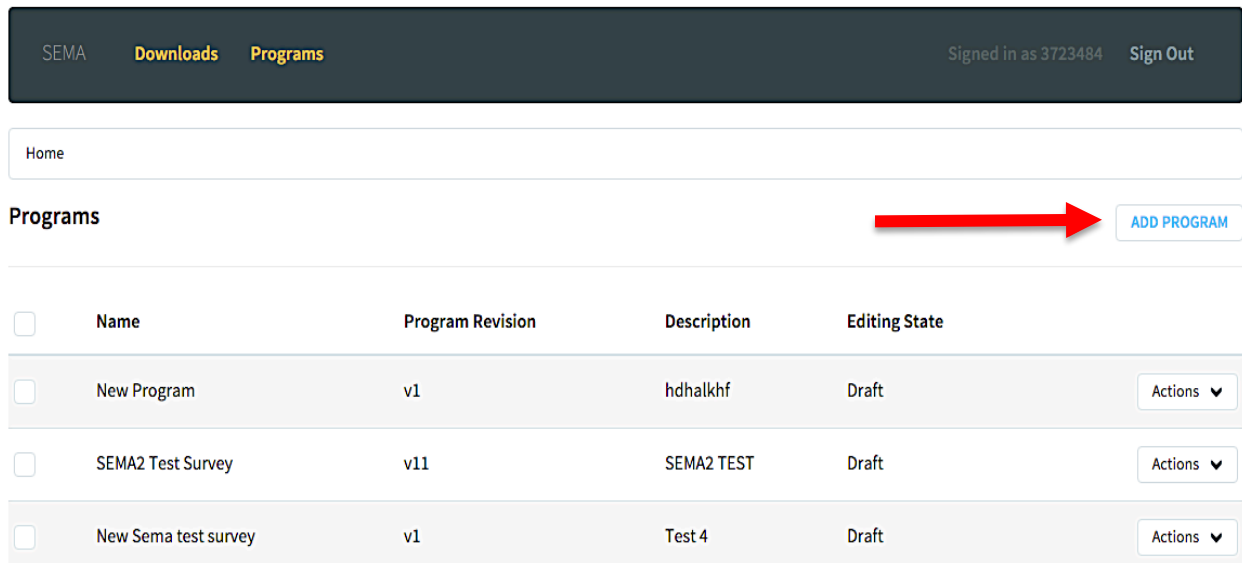 SEMA Downloads Programs Signed in as 3723484 Sign Out
Home
Programs ADD PROGRAM
Name Program Revision Description Editing State
New Program v1 hdhalkhf Draft Actions
SEMA2 Test Survey v11 SEMA2 TEST Draft Actions
New Sema test survey v1 Test 4 Draft Actions